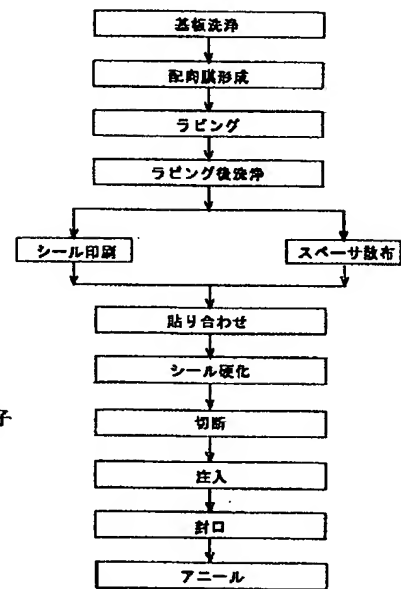 基板洗浄
配向膜形成
ラビング
ラビング後洗浄
シール印刷
スペーサ散布
貼り合わせ
シール硬化
子
切断
注入
封口
アニール